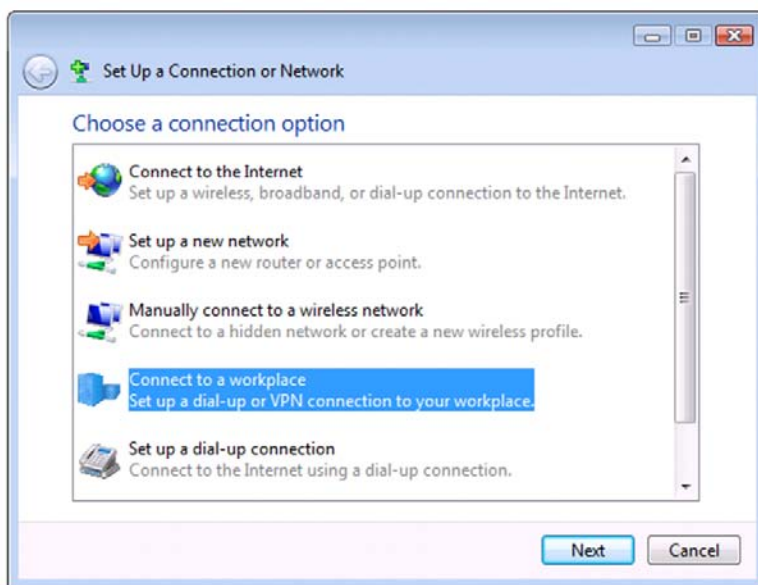 Set Up a Connection or Network
Choose a connection option
Connect to the Internet
Set up a wireless, broadband, or dial-up connection to the Internet.
Set up a new network
Configure a new router or access point.
Manually connect to a wireless network
Connect to a hidden network or create a new wireless profile.
Connect to a workplace
Set up a dial-up or VPN connection to your workplace.
Set up a dial-up connection
Connect to the Internet using a dial-up connection.
Next Cancel